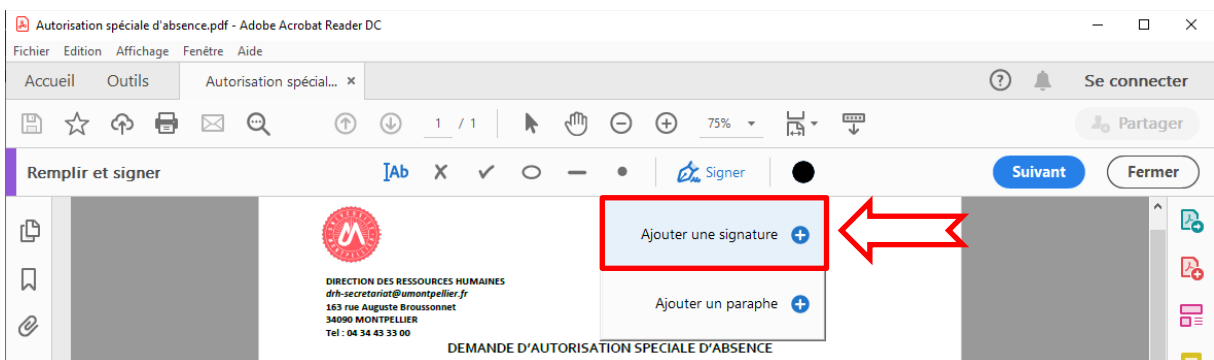 Autorisation spéciale d'absence.pdf - Adobe Acrobat Reader DC
Fichier Edition Affichage Fenêtre Aide
Accueil Outils Autorisation spécial... × Se connecter
1 / 1 75% Partager
Remplir et signer Ab Signer Suivant Fermer
Ajouter une signature
DIRECTION DES RESSOURCES HUMAINES
drh-secretariat@umontpellier.fr
163 rue Auguste Broussonnet
34090 MONTPELLIER
Tel : 04 34 43 33 00
Ajouter un paraphe
DEMANDE D'AUTORISATION SPECIALE D'ABSENCE